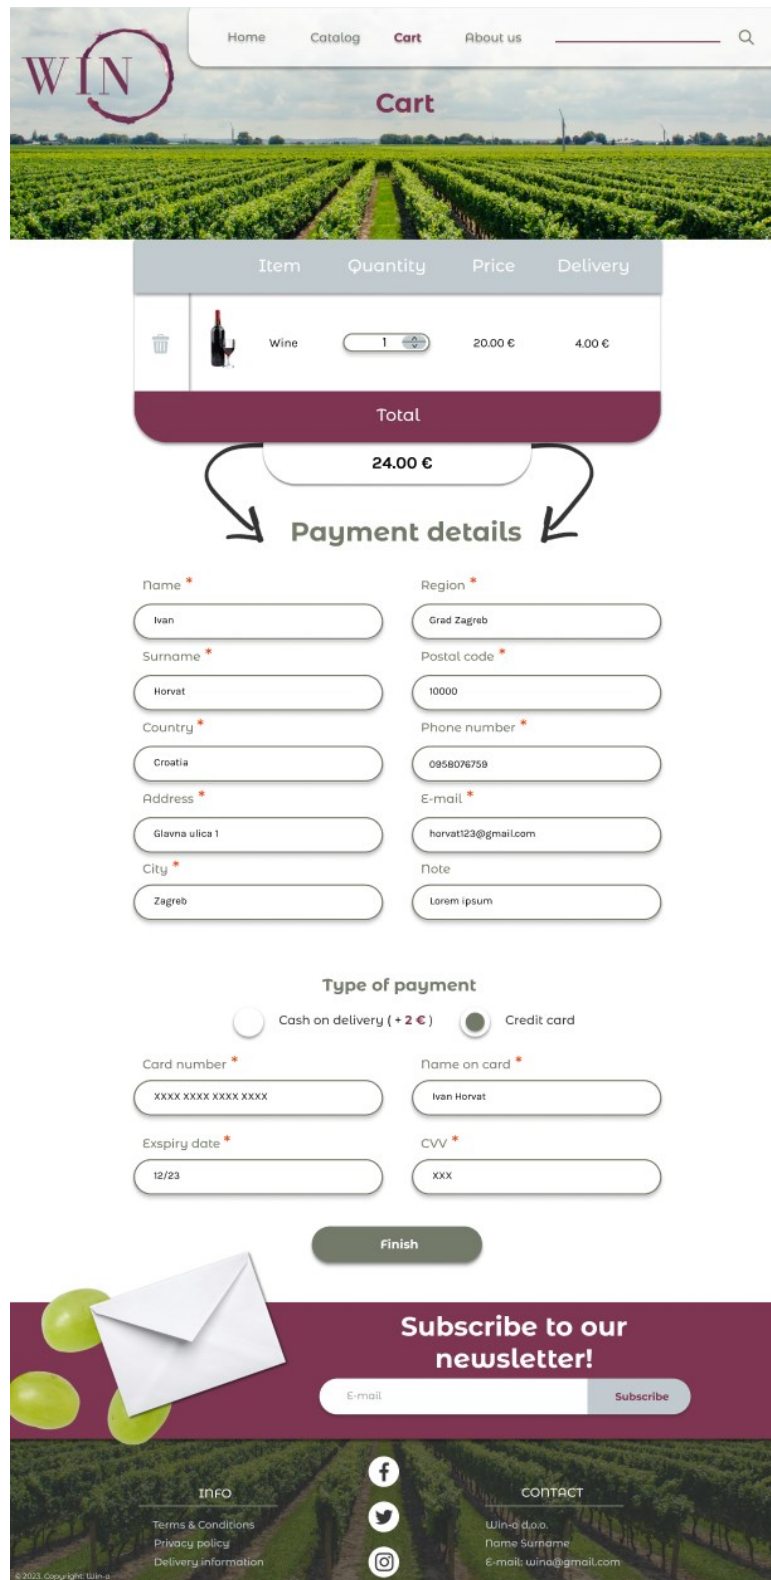 Home Catalog Cart About us
WIN
Cart
Item Quantity Price Delivery
Wine 1 20.00 € 4.00 €
Total
24.00 €
Payment details
Name * Region *
Ivan Grad Zagreb
Surname * Postal code *
Horvat 10000
Country * Phone number *
Croatia 0958076759
Address * E-mail *
Glavna ulica 1 horvat123@gmail.com
City * Note
Zagreb Lorem ipsum
Type of payment
Cash on delivery ( + 2 € ) Credit card
Card number * Name on card *
XXXX XXXX XXXX XXXX Ivan Horvat
Exspiry date * CVV *
12/23 XXX
Finish
Subscribe to our
newsletter!
E-mail Subscribe
INFO CONTACT
Terms & Conditions Win-o d.o.o.
Privacy policy Name Surname
Delivery information E-mail: wino@gmail.com
© 2023. Copyright: Win-o